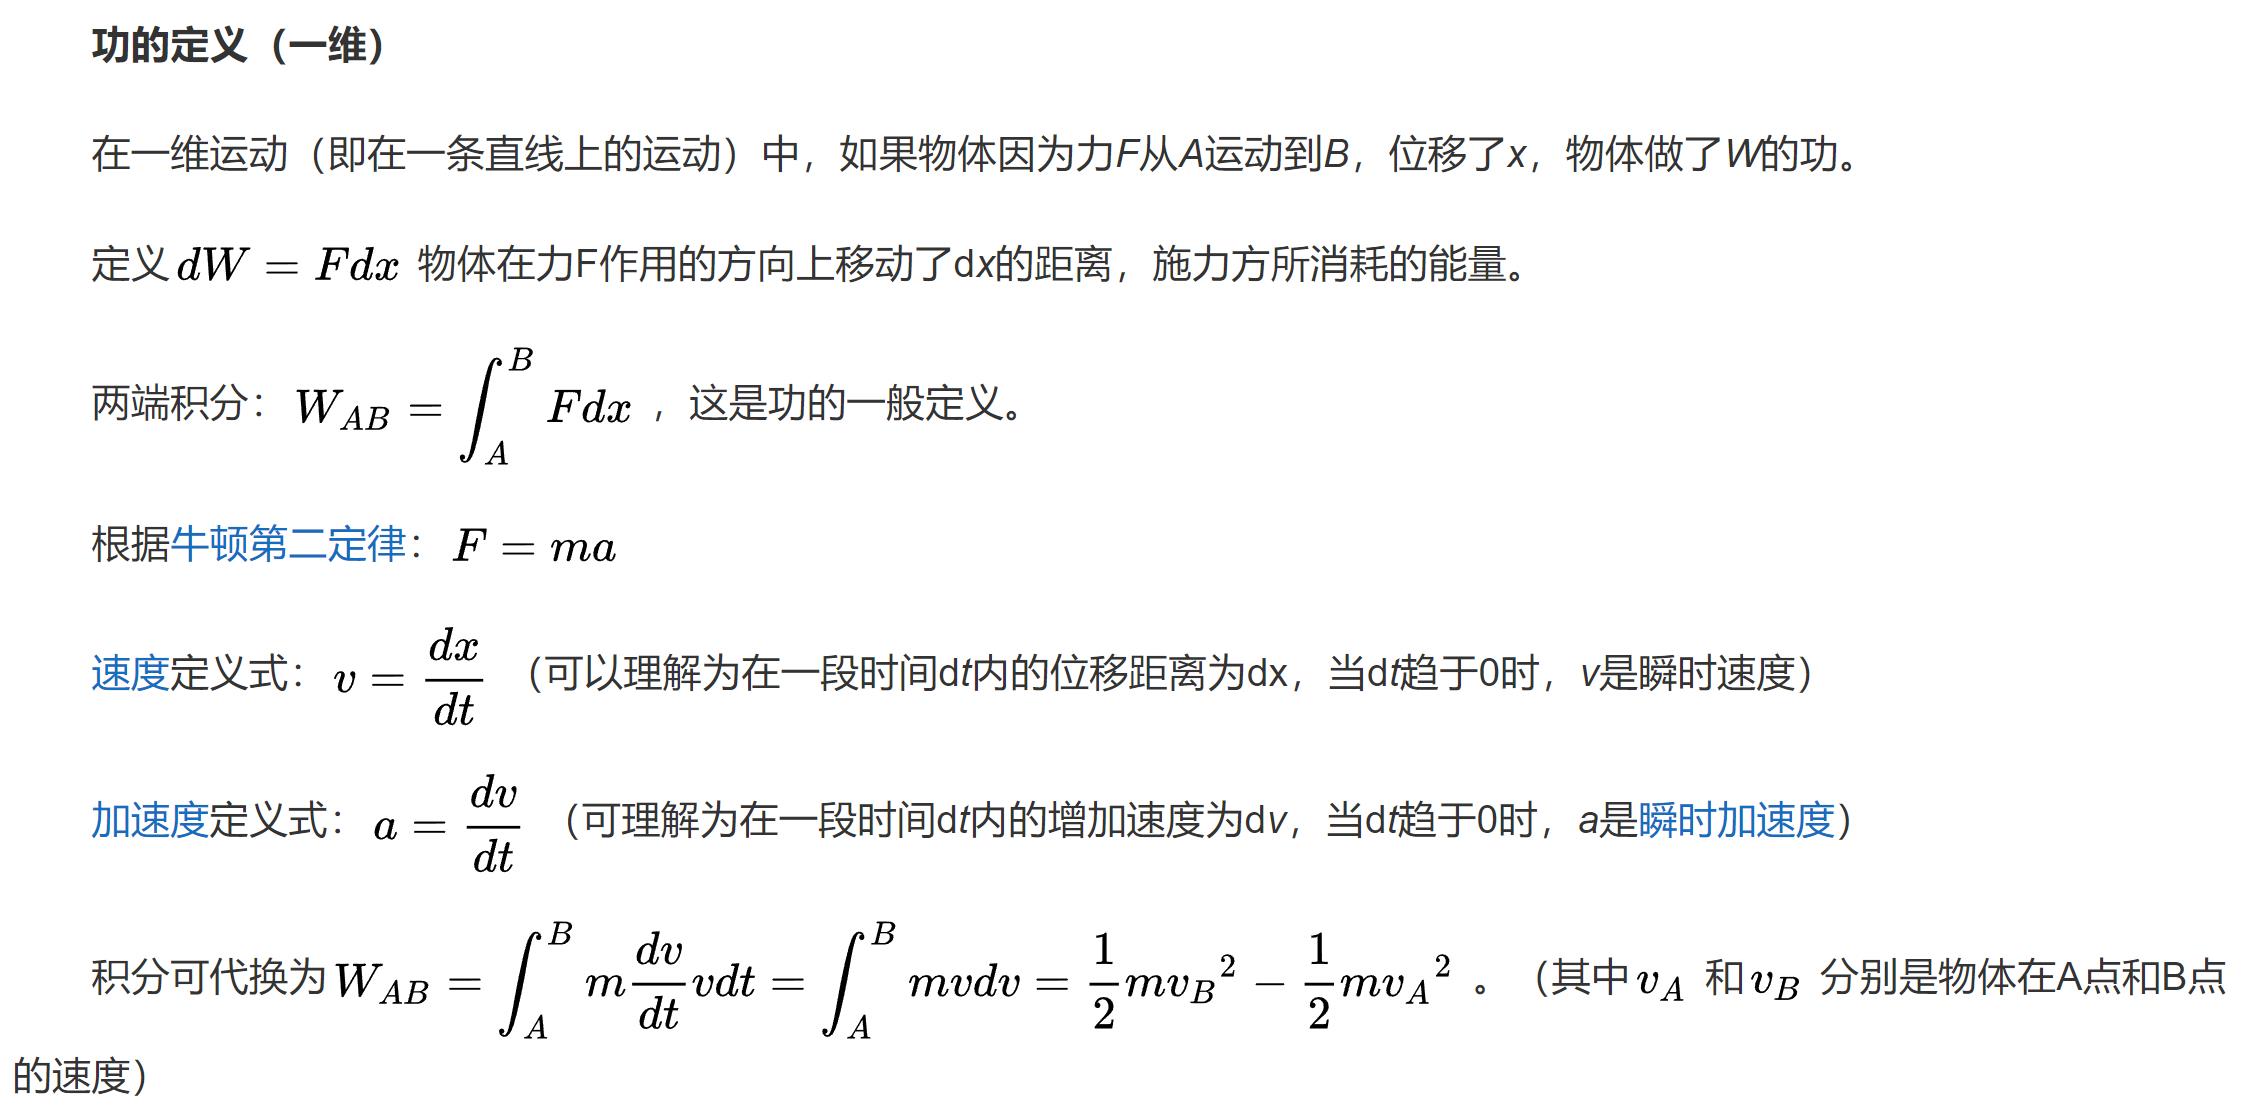 功的定义（一维）
在一维运动（即在一条直线上的运动）中，如果物体因为力F从A运动到B，位移了x，物体做了W的功。
定义 dW = Fdx 物体在力F作用的方向上移动了dx的距离，施力方所消耗的能量。
两端积分： W_{AB} = \int_A^B Fdx ，这是功的一般定义。
根据牛顿第二定律： F = ma
速度定义式： v = \frac{dx}{dt} （可以理解为在一段时间dt内的位移距离为dx，当dt趋于0时，v是瞬时速度）
加速度定义式： a = \frac{dv}{dt} （可理解为在一段时间dt内的增加速度为dv，当dt趋于0时，a是瞬时加速度）
积分可代换为 W_{AB} = \int_A^B m\frac{dv}{dt}vdt = \int_A^B mvdv = \frac{1}{2}mv_B^2 - \frac{1}{2}mv_A^2 。（其中 v_A 和 v_B 分别是物体在A点和B点
的速度）